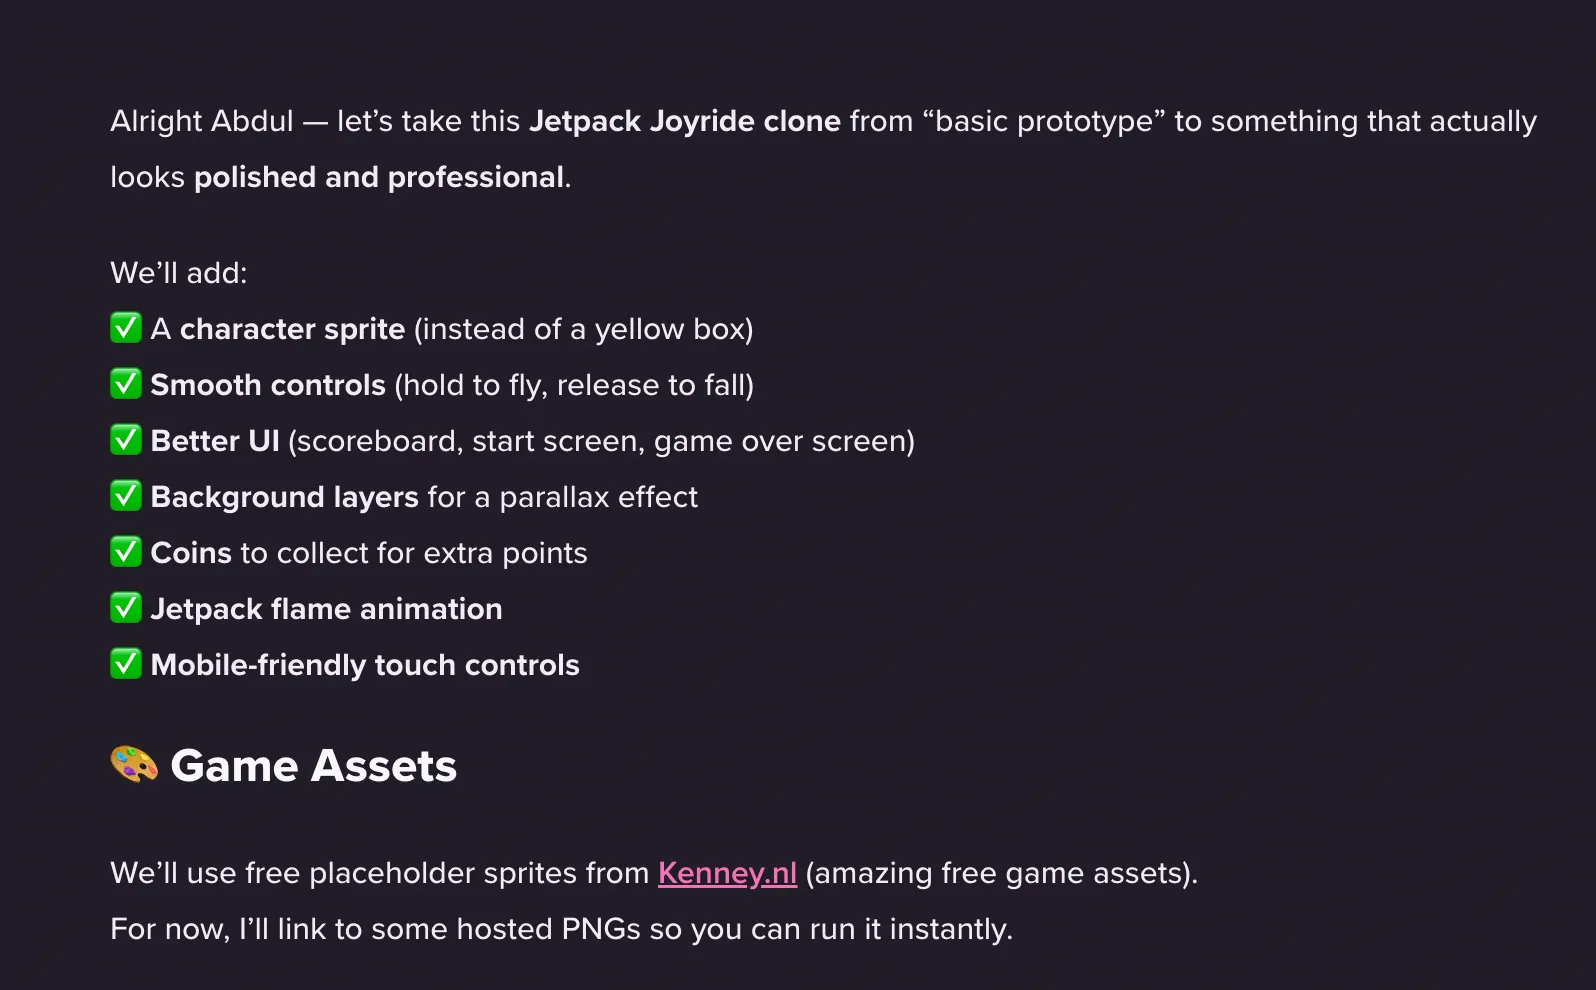 Alright Abdul — let’s take this Jetpack Joyride clone from “basic prototype” to something that actually
looks polished and professional.
We’ll add:
✅ A character sprite (instead of a yellow box)
✅ Smooth controls (hold to fly, release to fall)
✅ Better UI (scoreboard, start screen, game over screen)
✅ Background layers for a parallax effect
✅ Coins to collect for extra points
✅ Jetpack flame animation
✅ Mobile-friendly touch controls
🎨 Game Assets
We’ll use free placeholder sprites from Kenney.nl (amazing free game assets).
For now, I’ll link to some hosted PNGs so you can run it instantly.